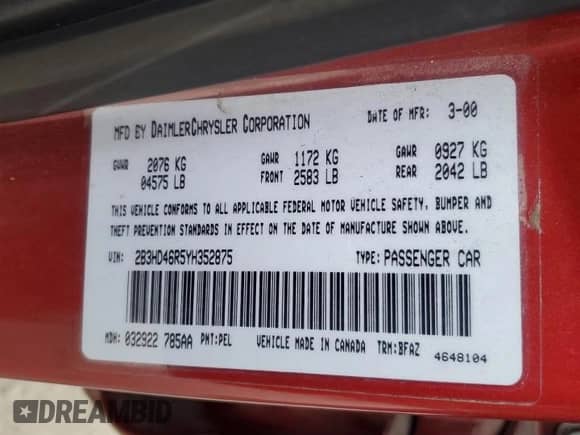 MFD BY DAIMLERCHRYSLER CORPORATION DATE OF MFR: 3-00
GVWR 2076 KG GAWR 1172 KG GAWR 0927 KG
04575 LB FRONT 2583 LB REAR 2042 LB
THIS VEHICLE CONFORMS TO ALL APPLICABLE FEDERAL MOTOR VEHICLE SAFETY, BUMPER AND
THEFT PREVENTION STANDARDS IN EFFECT ON THE DATE OF MANUFACTURE SHOWN ABOVE.
VIN: 2B3HD46R5YH352875 TYPE: PASSENGER CAR
MDH: 032922 785AA PNT:PEL VEHICLE MADE IN CANADA TRM:BFAZ
4648104
DREAMBID